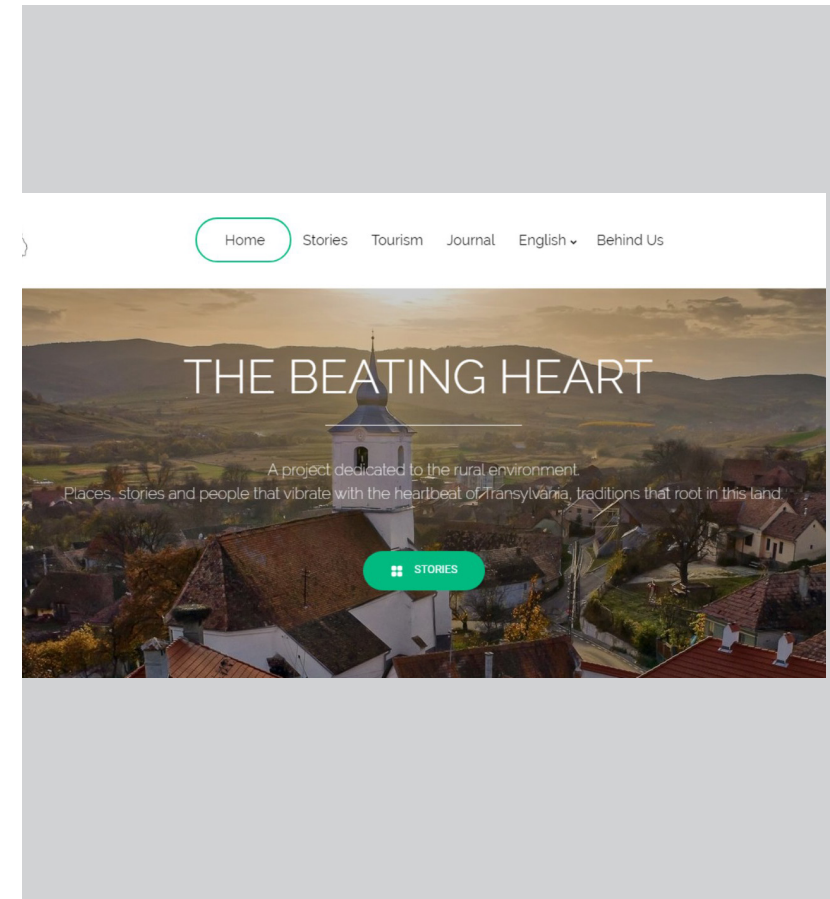 Home Stories Tourism Journal English Behind Us
THE BEATING HEART
A project dedicated to the rural environment.
Places, stories and people that vibrate with the heartbeat of Transylvania, traditions that root in this land.
STORIES